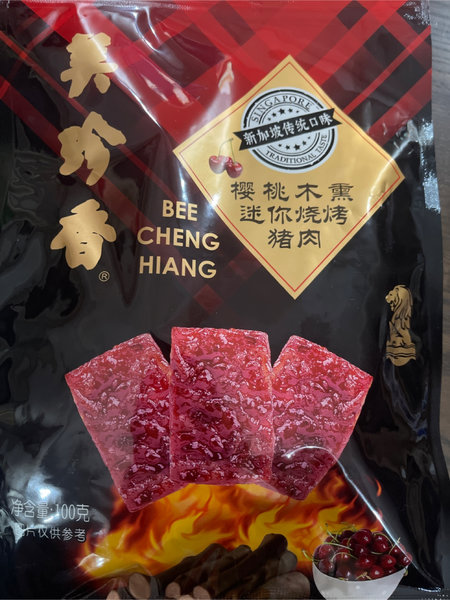 美珍香®
BEE
CHENG
HIANG
SINGAPORE
新加坡传统口味
TRADITIONAL TASTE
樱桃木熏
迷你烧烤
猪肉
净含量:100克
图片仅供参考